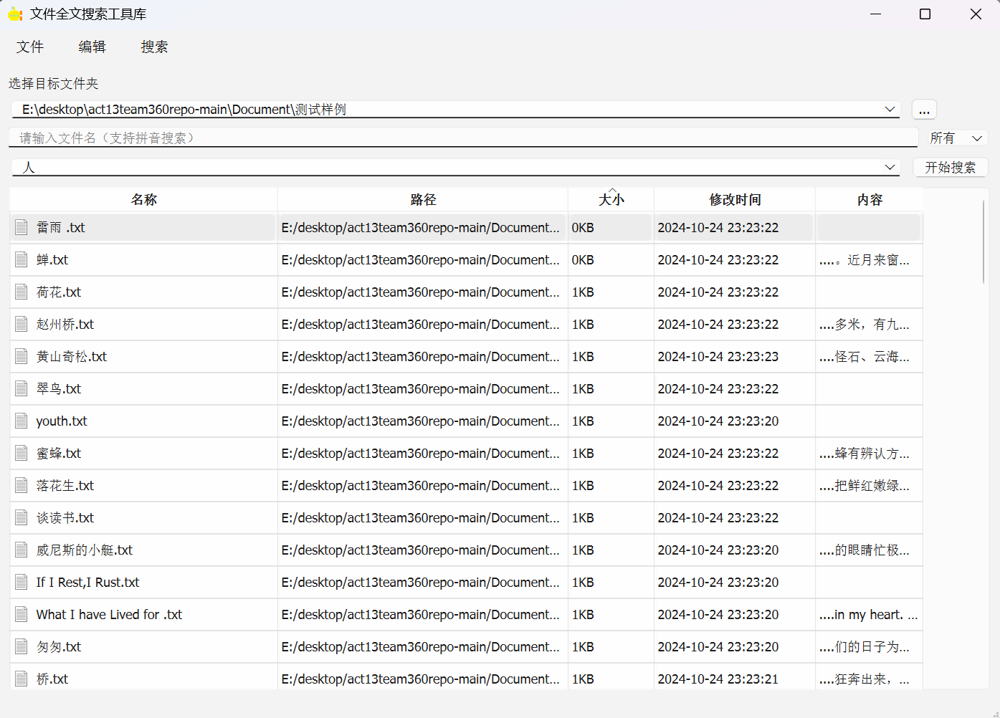 文件全文搜索工具库
文件 编辑 搜索
选择目标文件夹
E:\desktop\act13team360repo-main\Document\测试样例 ...
请输入文件名（支持拼音搜索） 所有
人 开始搜索
名称 路径 大小 修改时间 内容
雷雨 .txt E:/desktop/act13team360repo-main/Document... 0KB 2024-10-24 23:23:22
蝉.txt E:/desktop/act13team360repo-main/Document... 0KB 2024-10-24 23:23:22 ....。近月来窗...
荷花.txt E:/desktop/act13team360repo-main/Document... 1KB 2024-10-24 23:23:22
赵州桥.txt E:/desktop/act13team360repo-main/Document... 1KB 2024-10-24 23:23:22 ....多米，有九...
黄山奇松.txt E:/desktop/act13team360repo-main/Document... 1KB 2024-10-24 23:23:23 ....怪石、云海...
翠鸟.txt E:/desktop/act13team360repo-main/Document... 1KB 2024-10-24 23:23:22
youth.txt E:/desktop/act13team360repo-main/Document... 1KB 2024-10-24 23:23:20
蜜蜂.txt E:/desktop/act13team360repo-main/Document... 1KB 2024-10-24 23:23:22 ....蜂有辨认方...
落花生.txt E:/desktop/act13team360repo-main/Document... 1KB 2024-10-24 23:23:22 ....把鲜红嫩绿...
谈读书.txt E:/desktop/act13team360repo-main/Document... 1KB 2024-10-24 23:23:22
威尼斯的小艇.txt E:/desktop/act13team360repo-main/Document... 1KB 2024-10-24 23:23:20 ....的眼睛忙极...
If I Rest,I Rust.txt E:/desktop/act13team360repo-main/Document... 1KB 2024-10-24 23:23:20
What I have Lived for .txt E:/desktop/act13team360repo-main/Document... 1KB 2024-10-24 23:23:20 ....in my heart. ...
匆匆.txt E:/desktop/act13team360repo-main/Document... 1KB 2024-10-24 23:23:20 ....们的日子为...
桥.txt E:/desktop/act13team360repo-main/Document... 1KB 2024-10-24 23:23:21 ....狂奔出来，...